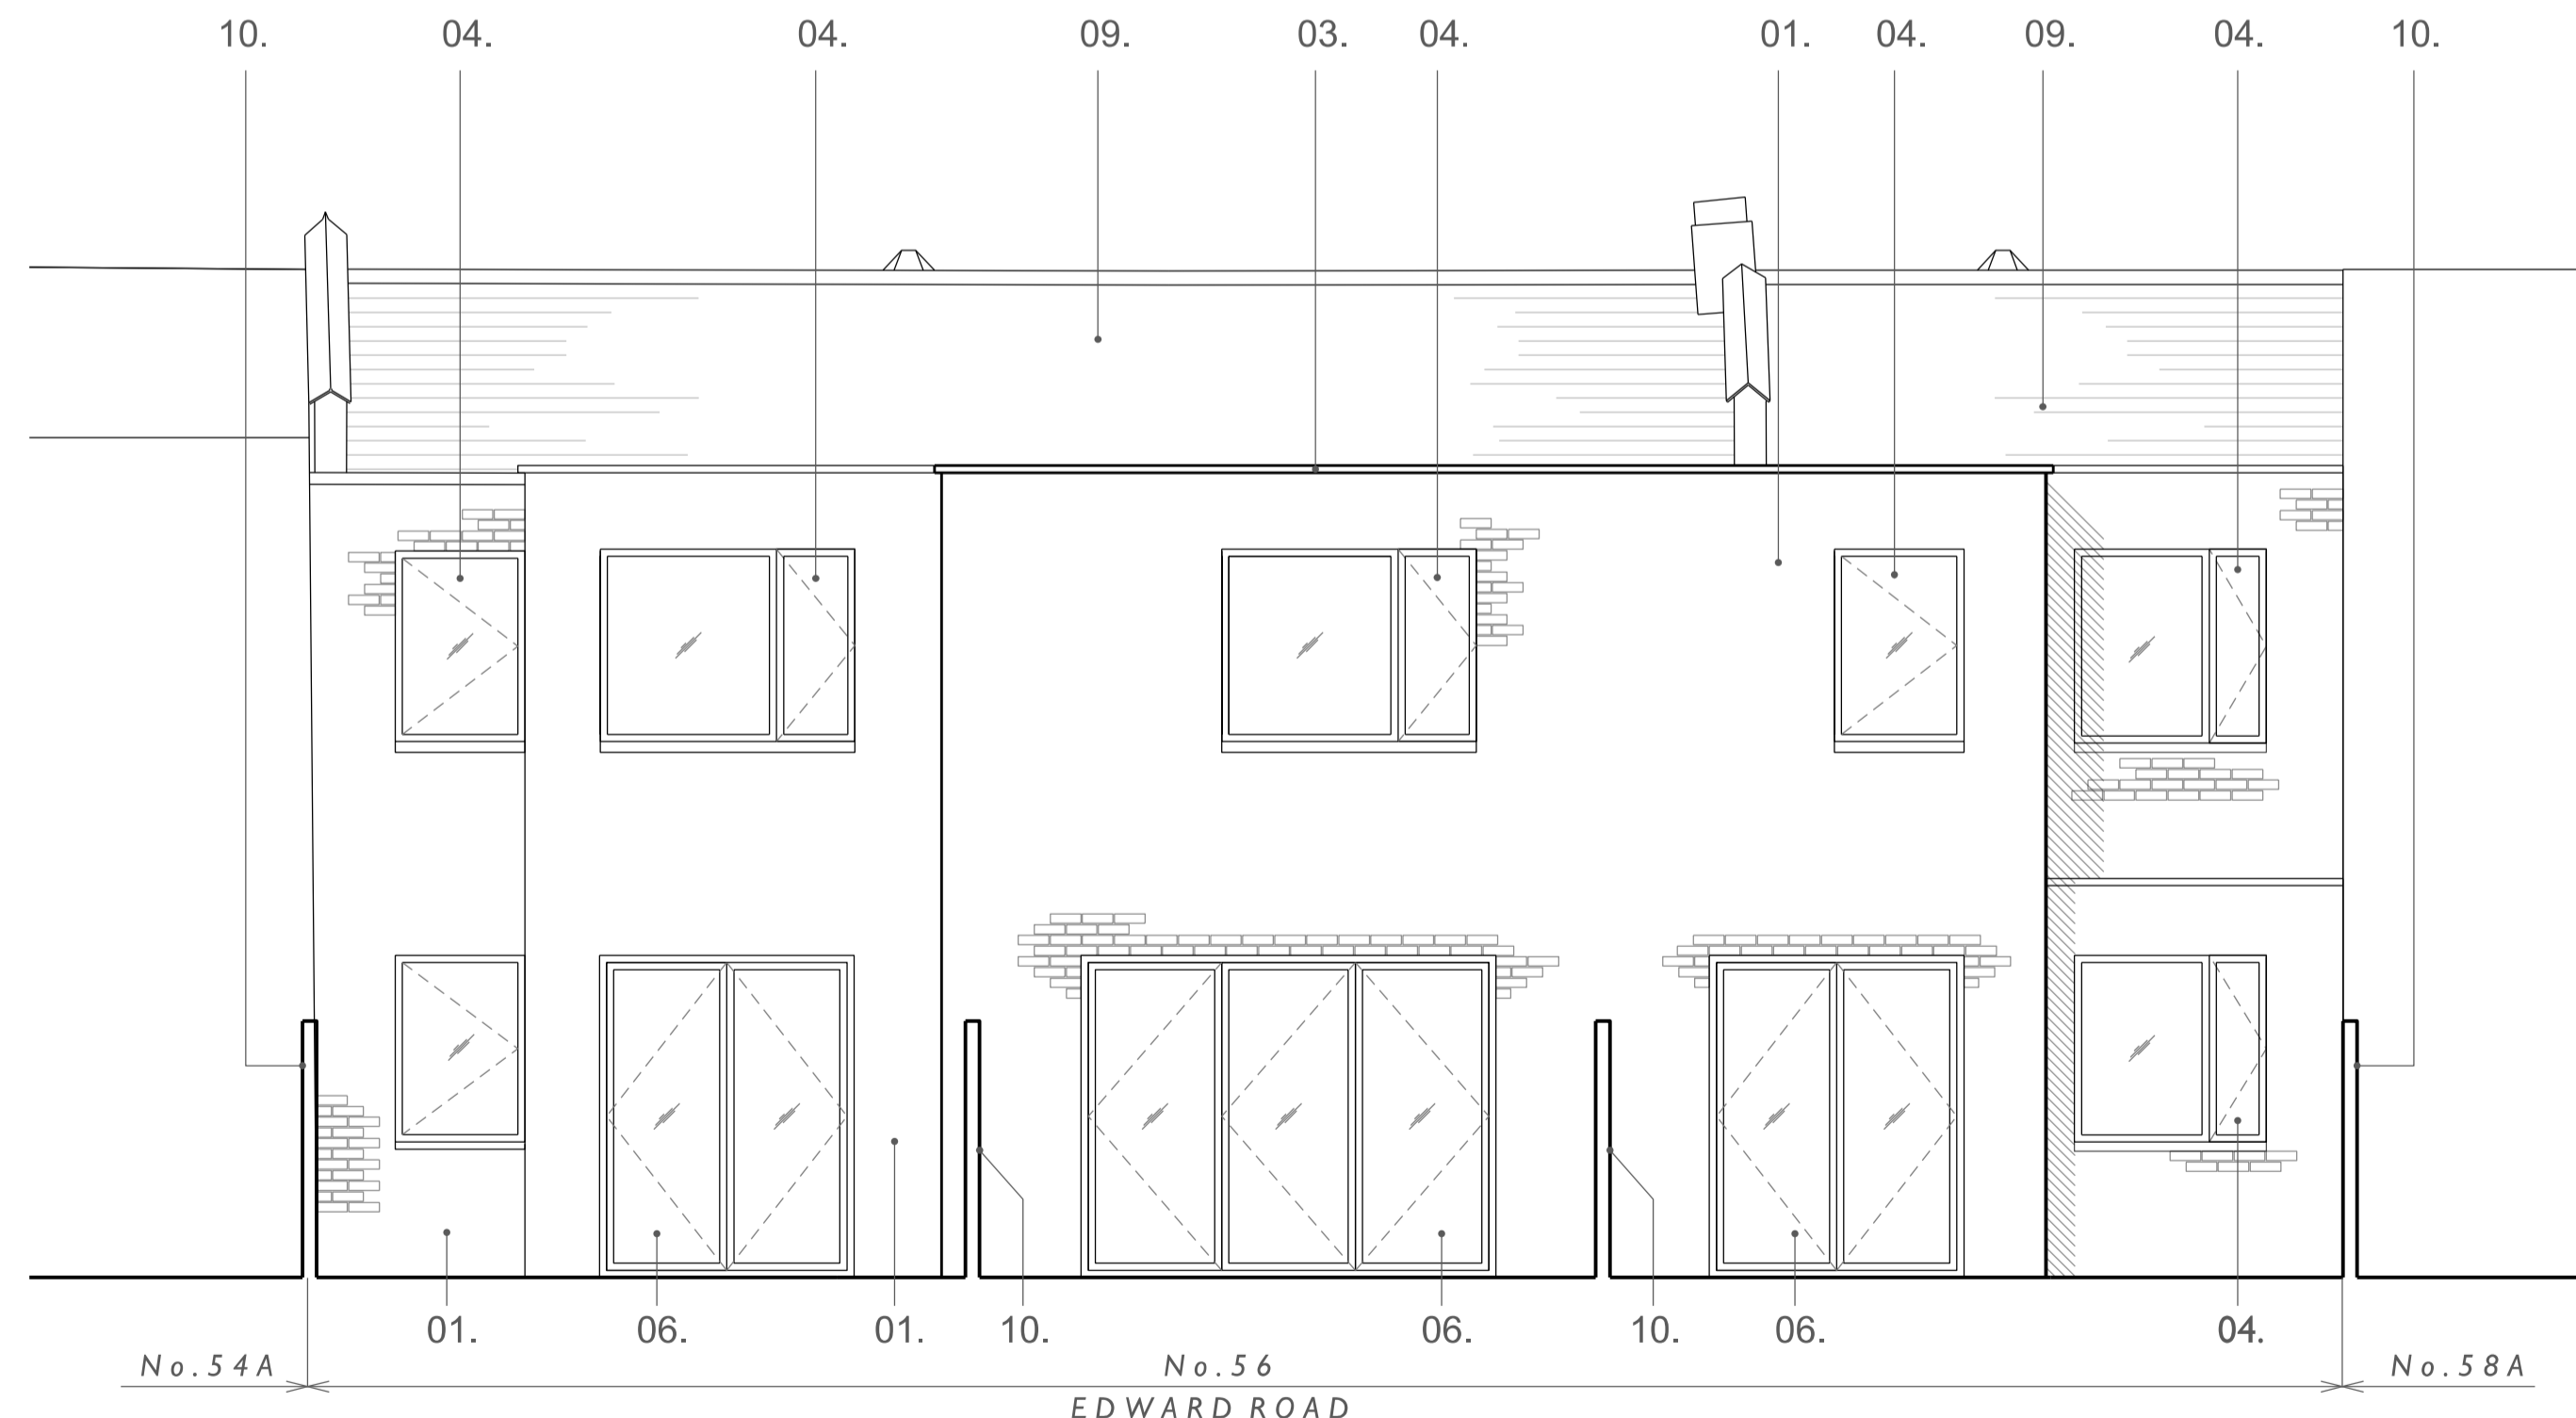 10. 04. 04. 09. 03. 04. 01. 04. 09. 04. 10.
01. 06. 01. 10. 06. 10. 06. 04.
No.54A No.56 No.58A
EDWARD ROAD